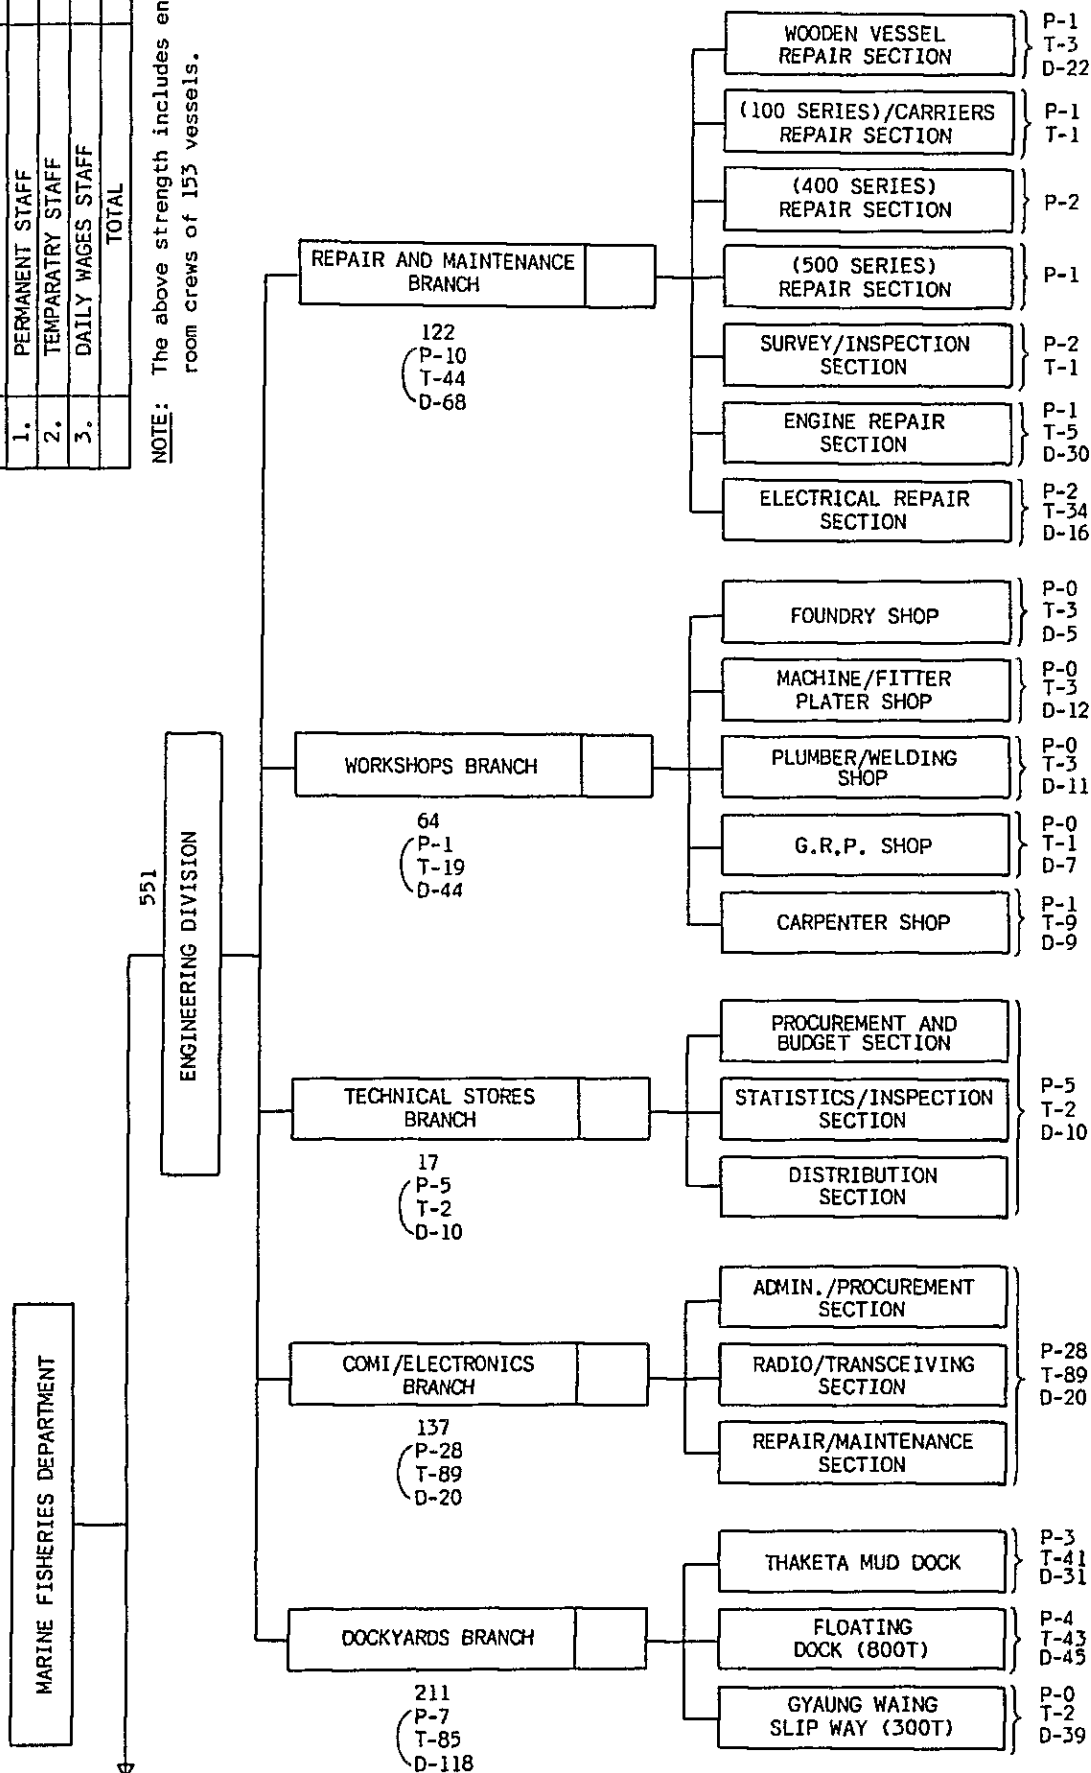 1. PERMANENT STAFF
2. TEMPARATRY STAFF
3. DAILY WAGES STAFF
TOTAL
NOTE: The above strength includes
room crews of 153 vessels.
MARINE FISHERIES DEPARTMENT
551
ENGINEERING DIVISION
REPAIR AND MAINTENANCE
BRANCH
122
P-10
T-44
D-68
WOODEN VESSEL
REPAIR SECTION
P-1
T-3
D-22
(100 SERIES)/CARRIERS
REPAIR SECTION
P-1
T-1
(400 SERIES)
REPAIR SECTION
P-2
(500 SERIES)
REPAIR SECTION
P-1
SURVEY/INSPECTION
SECTION
P-2
T-1
ENGINE REPAIR
SECTION
P-1
T-5
D-30
ELECTRICAL REPAIR
SECTION
P-2
T-34
D-16
WORKSHOPS BRANCH
64
P-1
T-19
D-44
FOUNDRY SHOP
P-0
T-3
D-5
MACHINE/FITTER
PLATER SHOP
P-0
T-3
D-12
PLUMBER/WELDING
SHOP
P-0
T-3
D-11
G.R.P. SHOP
P-0
T-1
D-7
CARPENTER SHOP
P-1
T-9
D-9
TECHNICAL STORES
BRANCH
17
P-5
T-2
D-10
PROCUREMENT AND
BUDGET SECTION
STATISTICS/INSPECTION
SECTION
DISTRIBUTION
SECTION
P-5
T-2
D-10
COMI/ELECTRONICS
BRANCH
137
P-28
T-89
D-20
ADMIN./PROCUREMENT
SECTION
RADIO/TRANSCEIVING
SECTION
REPAIR/MAINTENANCE
SECTION
P-28
T-89
D-20
DOCKYARDS BRANCH
211
P-7
T-85
D-118
THAKETA MUD DOCK
P-3
T-41
D-31
FLOATING
DOCK (800T)
P-4
T-43
D-45
GYAUNG WAING
SLIP WAY (300T)
P-0
T-2
D-39